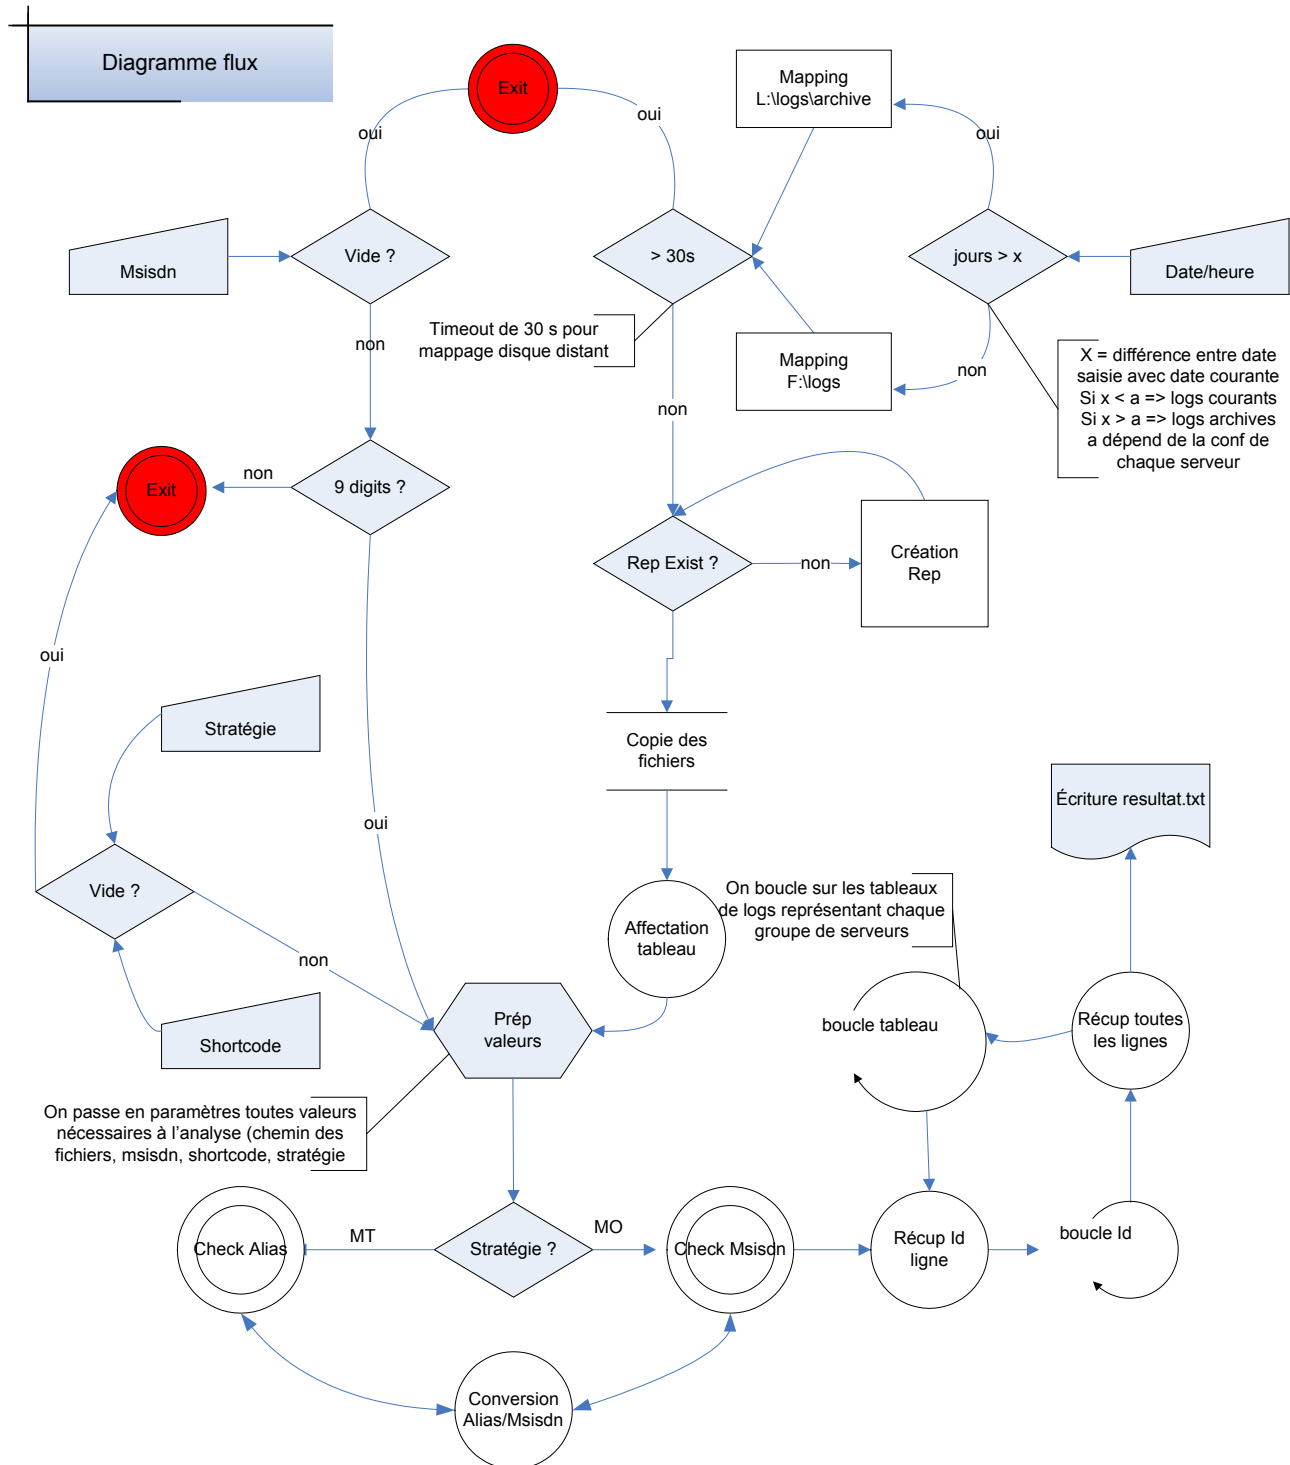 Diagramme flux
Exit
Mapping
L:\logs\archive
oui
oui
oui
Msisdn
Vide ?
> 30s
jours > x
Date/heure
Timeout de 30 s pour
mappage disque distant
non
Mapping
F:\logs
non
X = différence entre date
saisie avec date courante
Si x < a => logs courants
Si x > a => logs archives
a dépend de la conf de
chaque serveur
non
Exit
non
9 digits ?
Rep Exist ?
non
Création
Rep
oui
Stratégie
Copie des
fichiers
Écriture resultat.txt
oui
Vide ?
On boucle sur les tableaux
de logs représentant chaque
groupe de serveurs
Affectation
tableau
non
Prép
valeurs
boucle tableau
Récup toutes
les lignes
Shortcode
On passe en paramètres toutes valeurs
nécessaires à l'analyse (chemin des
fichiers, msisdn, shortcode, stratégie
Check Alias
MT
Stratégie ?
MO
Check Msisdn
Récup Id
ligne
boucle Id
Conversion
Alias/Msisdn